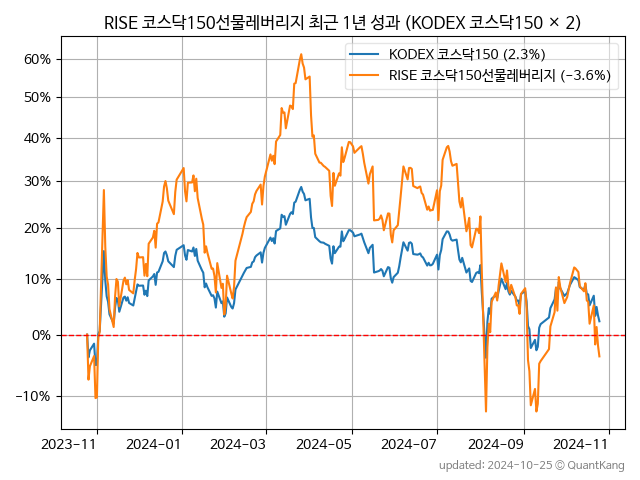 RISE 코스닥150선물레버리지 최근 1년 성과 (KODEX 코스닥150 × 2)
KODEX 코스닥150 (2.3%)
RISE 코스닥150선물레버리지 (−3.6%)
60%
50%
40%
30%
20%
10%
0%
−10%
2023-11 2024-01 2024-03 2024-05 2024-07 2024-09 2024-11
updated: 2024-10-25 © QuantKang